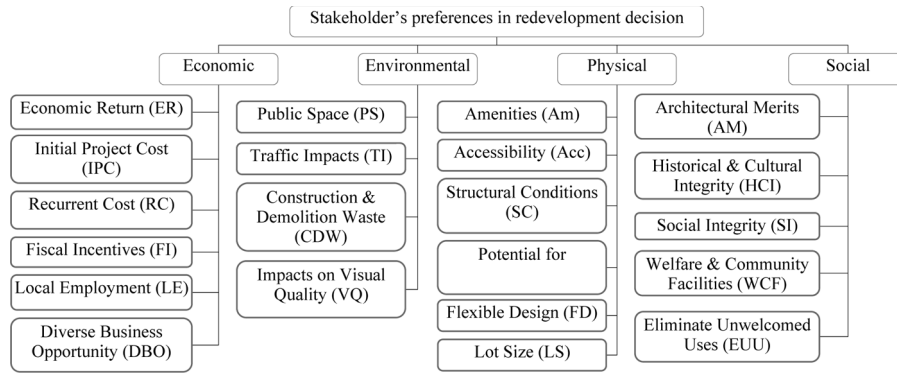 Stakeholder's preferences in redevelopment decision
Economic
Environmental
Physical
Social
Economic Return (ER)
Initial Project Cost
(IPC)
Recurrent Cost (RC)
Fiscal Incentives (FI)
Local Employment (LE)
Diverse Business
Opportunity (DBO)
Public Space (PS)
Traffic Impacts (TI)
Construction &
Demolition Waste
(CDW)
Impacts on Visual
Quality (VQ)
Amenities (Am)
Accessibility (Acc)
Structural Conditions
(SC)
Potential for
Flexible Design (FD)
Lot Size (LS)
Architectural Merits
(AM)
Historical & Cultural
Integrity (HCI)
Social Integrity (SI)
Welfare & Community
Facilities (WCF)
Eliminate Unwelcomed
Uses (EUU)